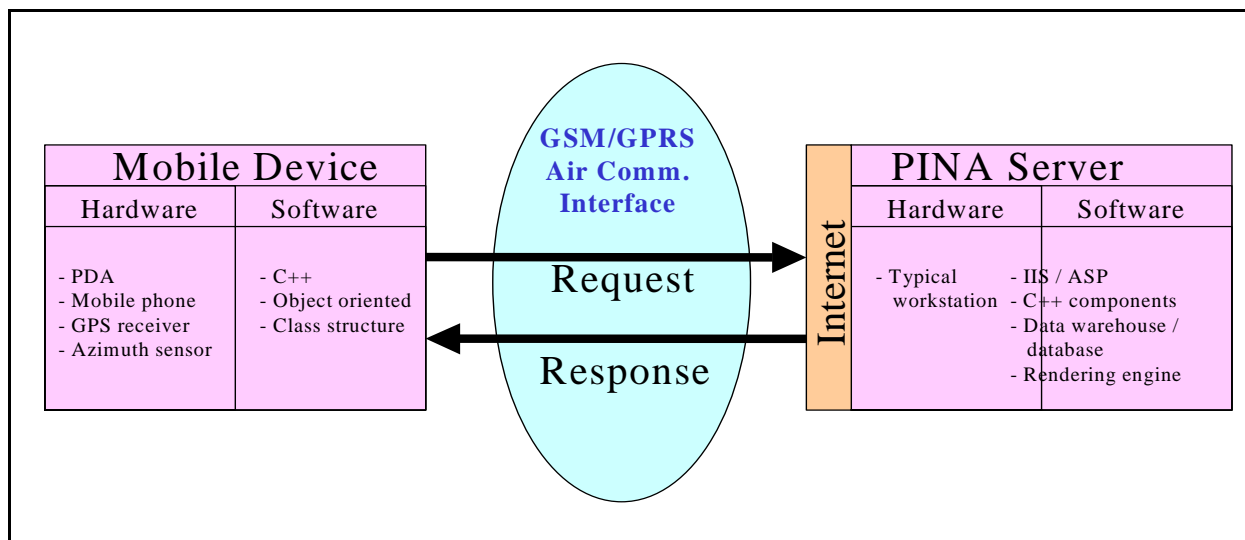 Mobile Device
Hardware
Software
- PDA
- Mobile phone
- GPS receiver
- Azimuth sensor
- C++
- Object oriented
- Class structure
GSM/GPRS
Air Comm.
Interface
Request
Response
Internet
PINA Server
Hardware
Software
- Typical
workstation
- IIS / ASP
- C++ components
- Data warehouse /
database
- Rendering engine